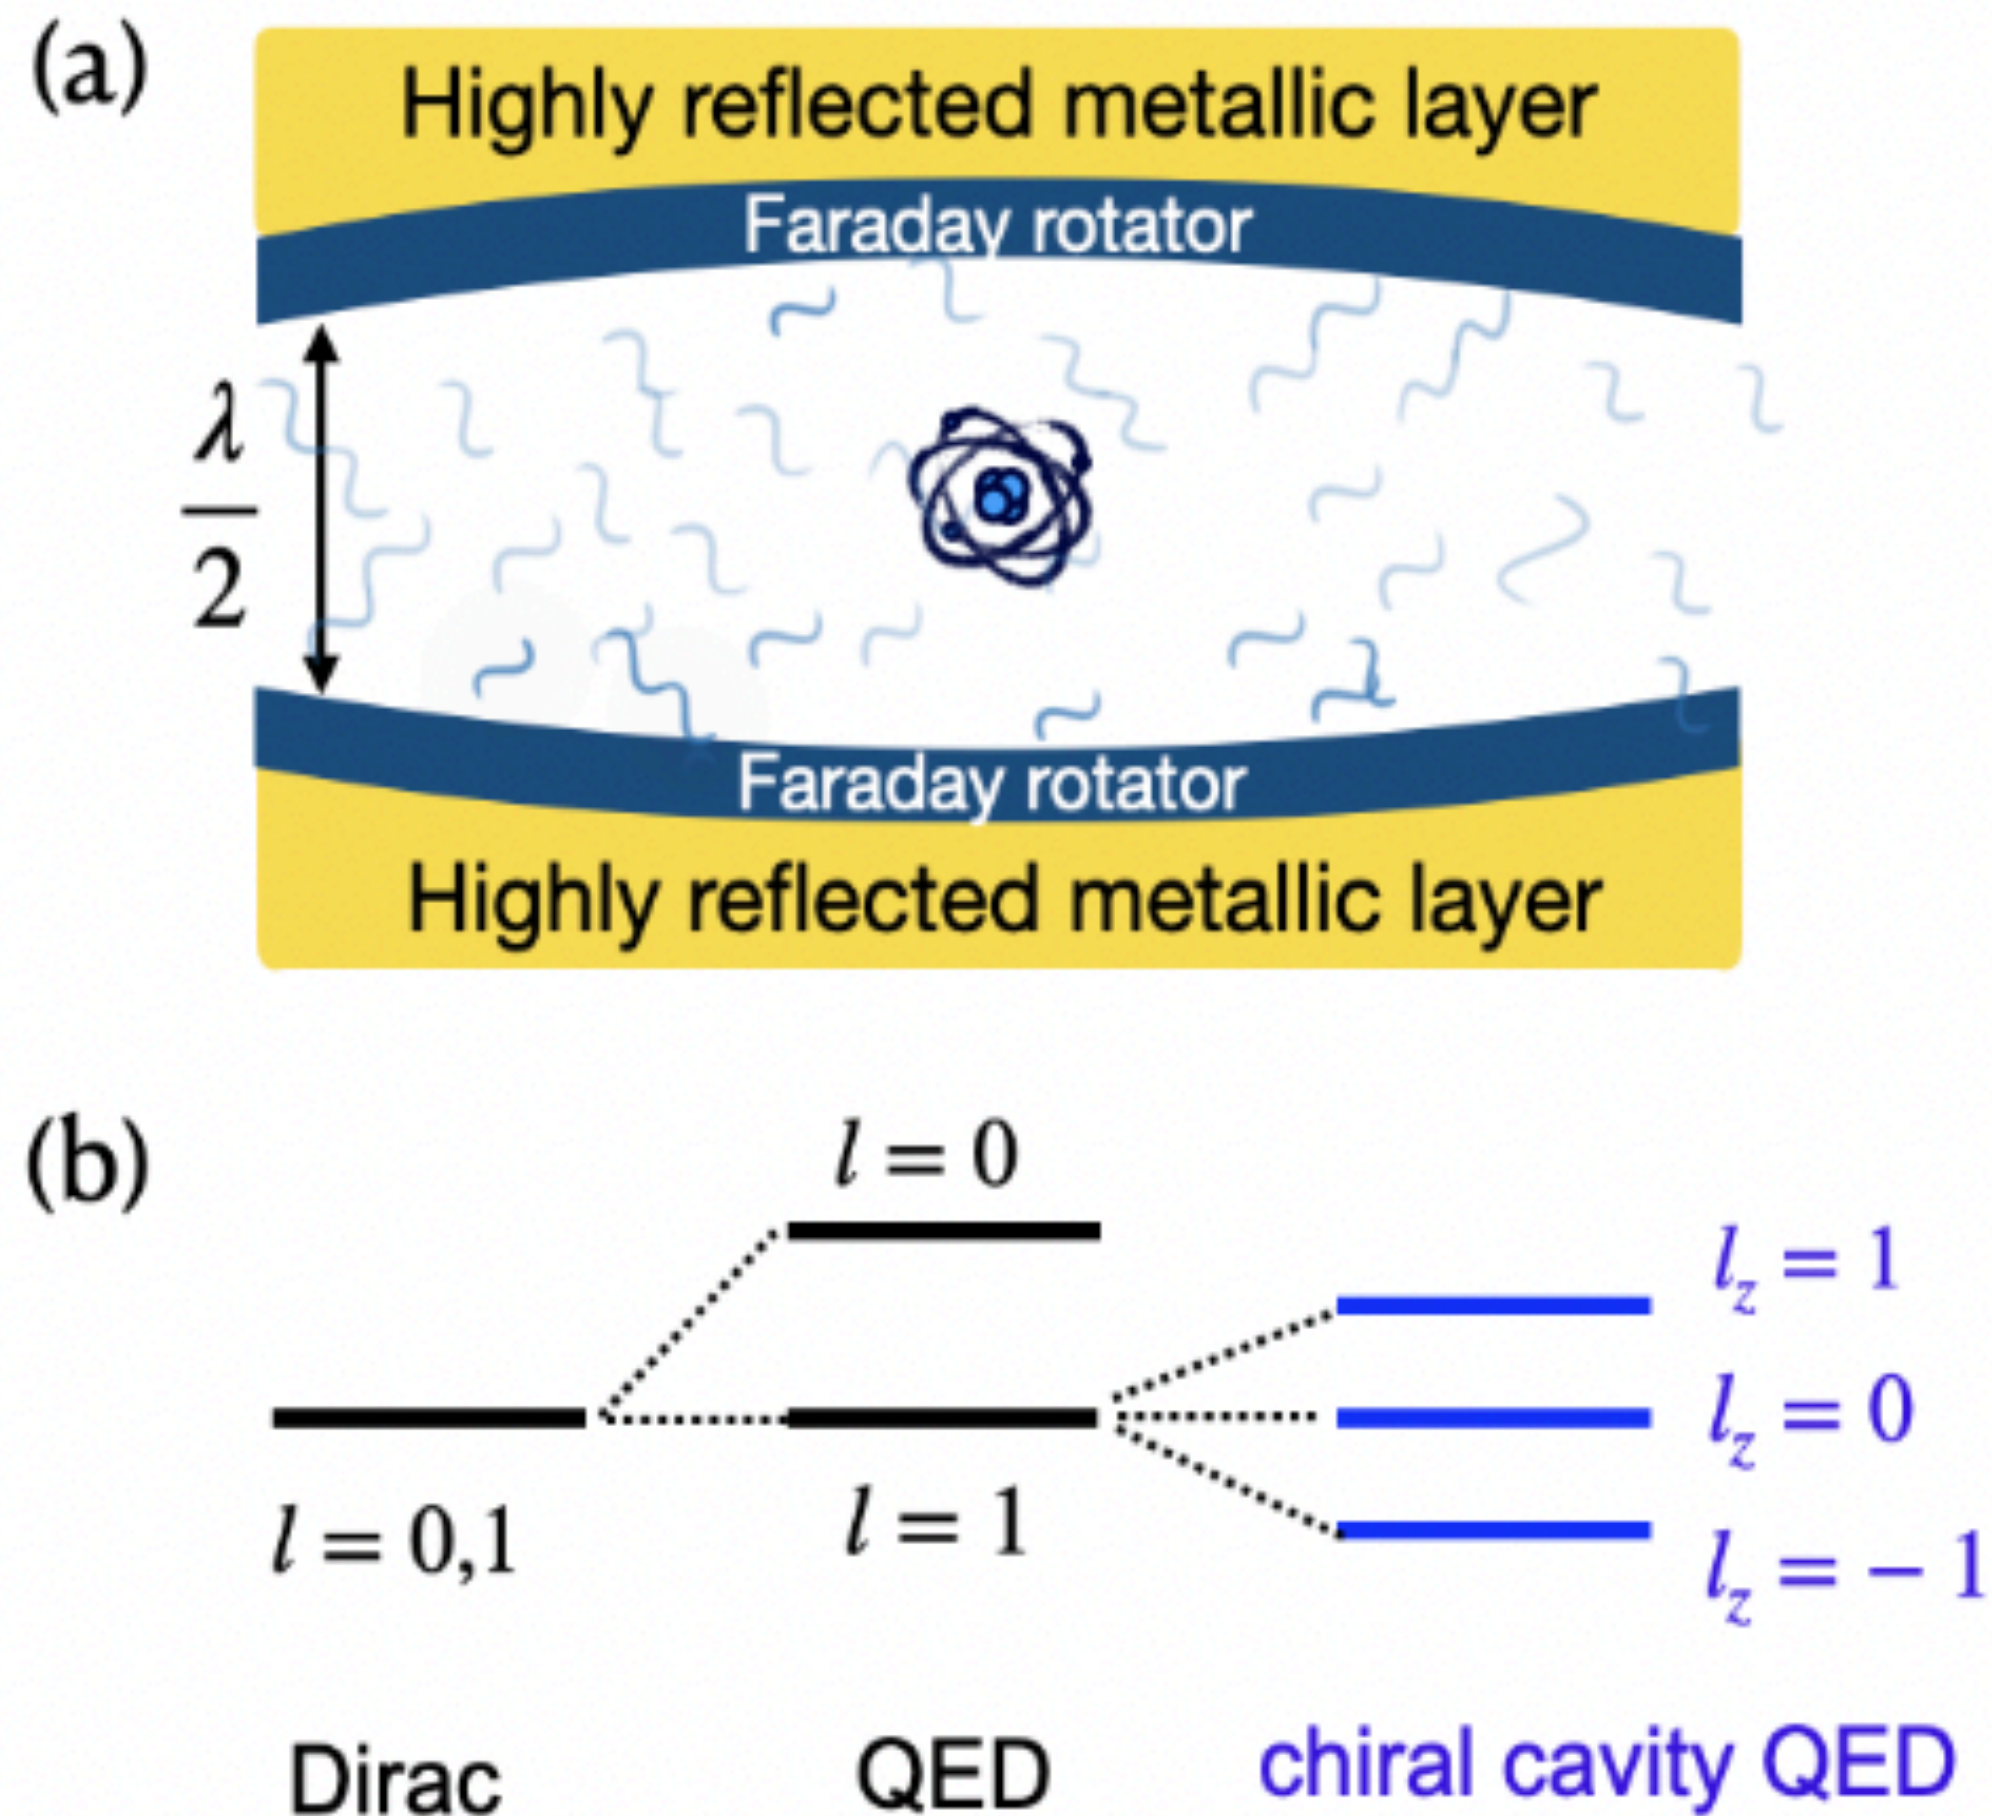 (a)
Highly reflected metallic layer
Faraday rotator
λ
2
Faraday rotator
Highly reflected metallic layer
(b)
l = 0
l_z = 1
l_z = 0
l = 0,1
l = 1
l_z = - 1
Dirac
QED
chiral cavity QED